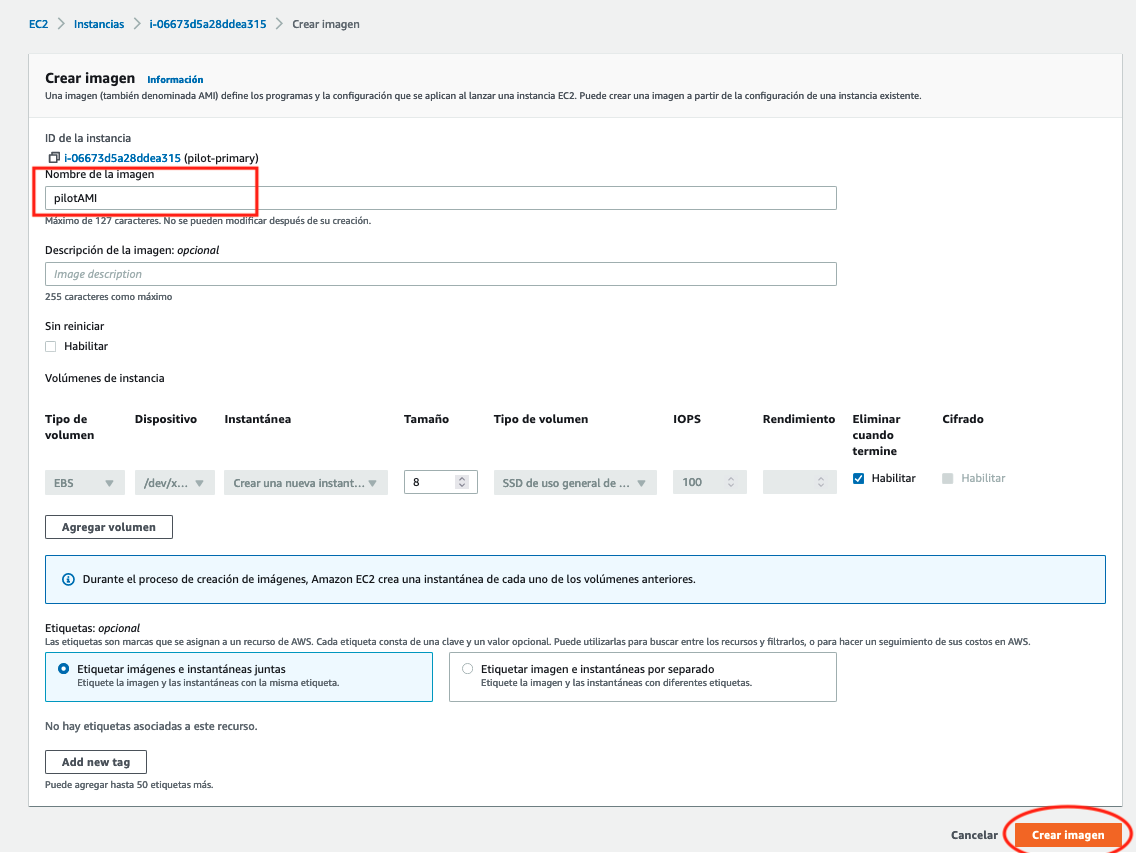 EC2 > Instancias > i-06673d5a28ddea315 > Crear imagen
Crear imagen Información
Una imagen (también denominada AMI) define los programas y la configuración que se aplican al lanzar una instancia EC2. Puede crear una imagen a partir de la configuración de una instancia existente.
ID de la instancia
i-06673d5a28ddea315 (pilot-primary)
Nombre de la imagen
pilotAMI
Máximo de 127 caracteres. No se pueden modificar después de su creación.
Descripción de la imagen: opcional
Image description
255 caracteres como máximo
Sin reiniciar
Habilitar
Volúmenes de instancia
Tipo de volumen Dispositivo Instantánea Tamaño Tipo de volumen IOPS Rendimiento Eliminar cuando termine Cifrado
EBS /dev/x... Crear una nueva instant... 8 SSD de uso general de ... 100 Habilitar Habilitar
Agregar volumen
Durante el proceso de creación de imágenes, Amazon EC2 crea una instantánea de cada uno de los volúmenes anteriores.
Etiquetas: opcional
Las etiquetas son marcas que se asignan a un recurso de AWS. Cada etiqueta consta de una clave y un valor opcional. Puede utilizarlas para buscar entre los recursos y filtrarlos, o para hacer un seguimiento de sus costos en AWS.
Etiquetar imágenes e instantáneas juntas
Etiquete la imagen y las instantáneas con la misma etiqueta.
Etiquetar imagen e instantáneas por separado
Etiquete la imagen y las instantáneas con diferentes etiquetas.
No hay etiquetas asociadas a este recurso.
Add new tag
Puede agregar hasta 50 etiquetas más.
Cancelar Crear imagen